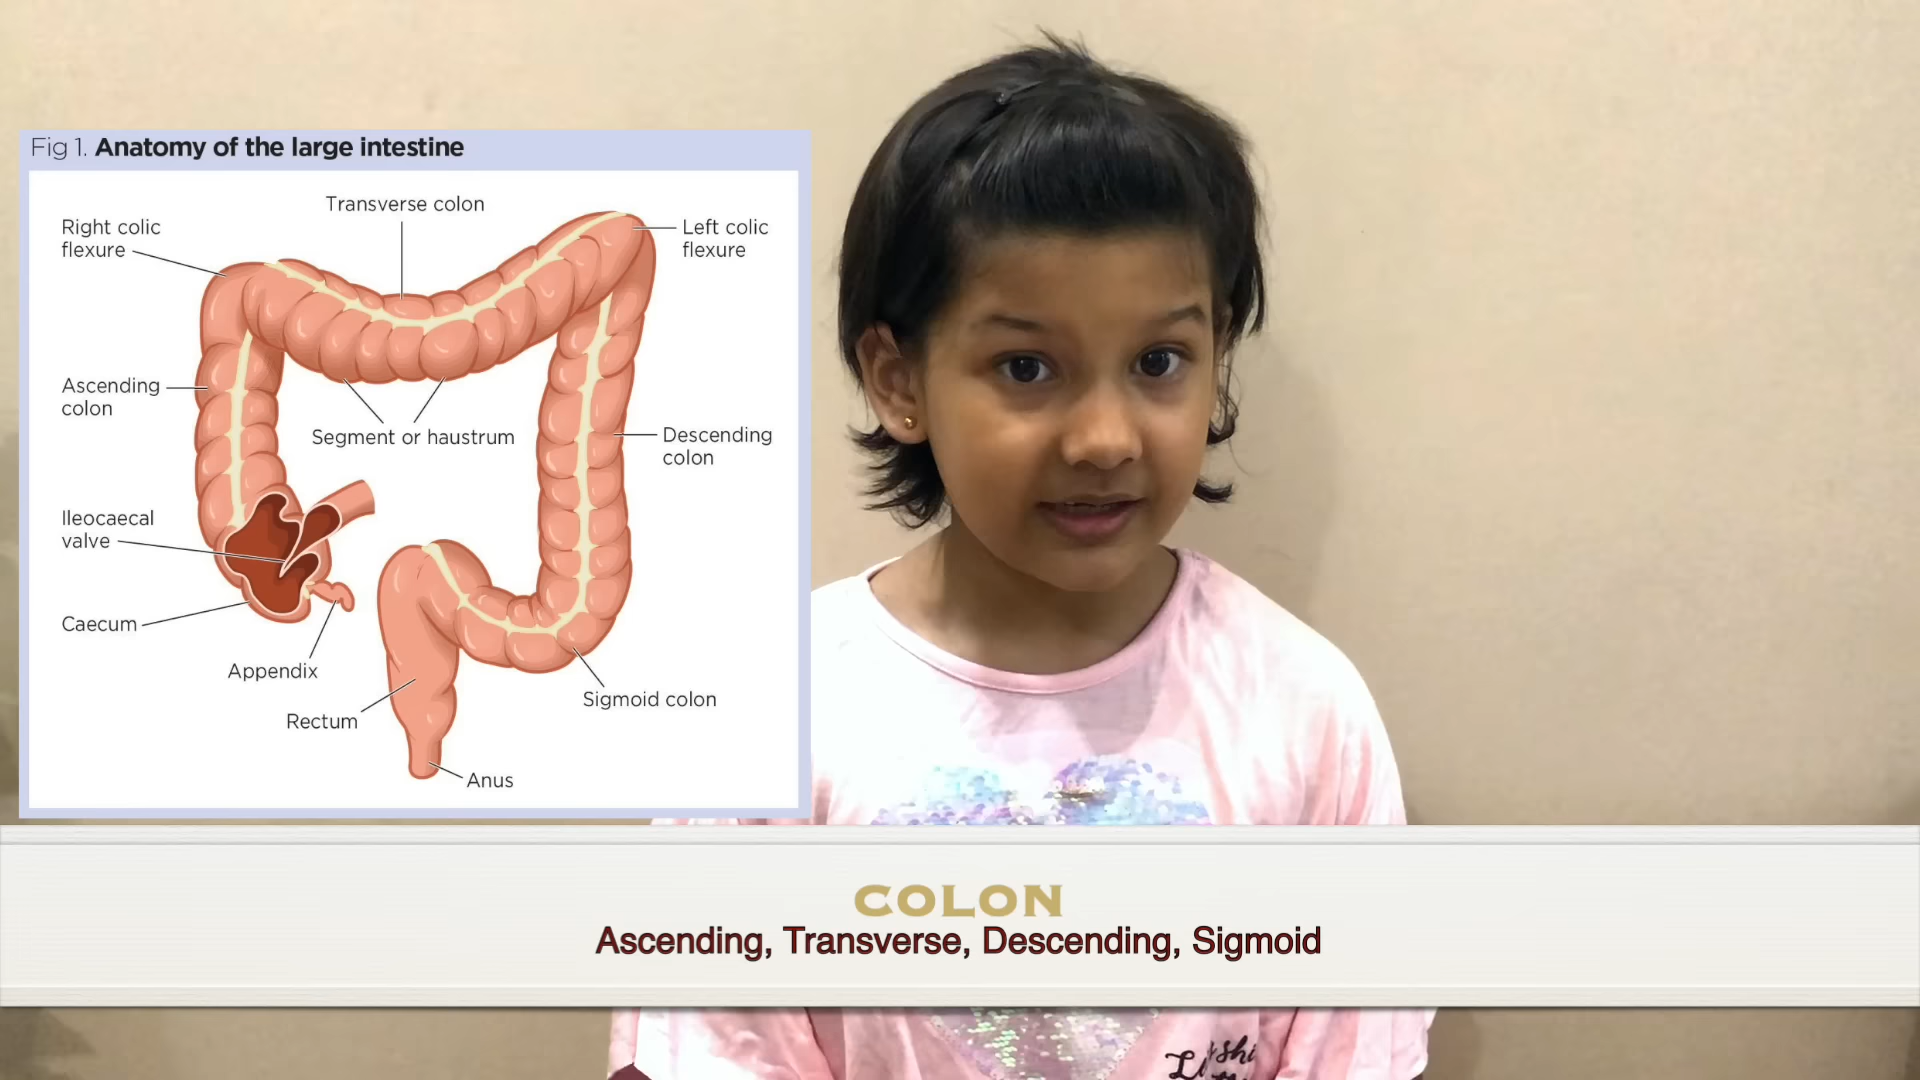 Fig 1. Anatomy of the large intestine
Transverse colon
Right colic
flexure
Left colic
flexure
Ascending
colon
Segment or haustrum
Descending
colon
Ileocaecal
valve
Caecum
Appendix
Rectum
Sigmoid colon
Anus
COLON
Ascending, Transverse, Descending, Sigmoid